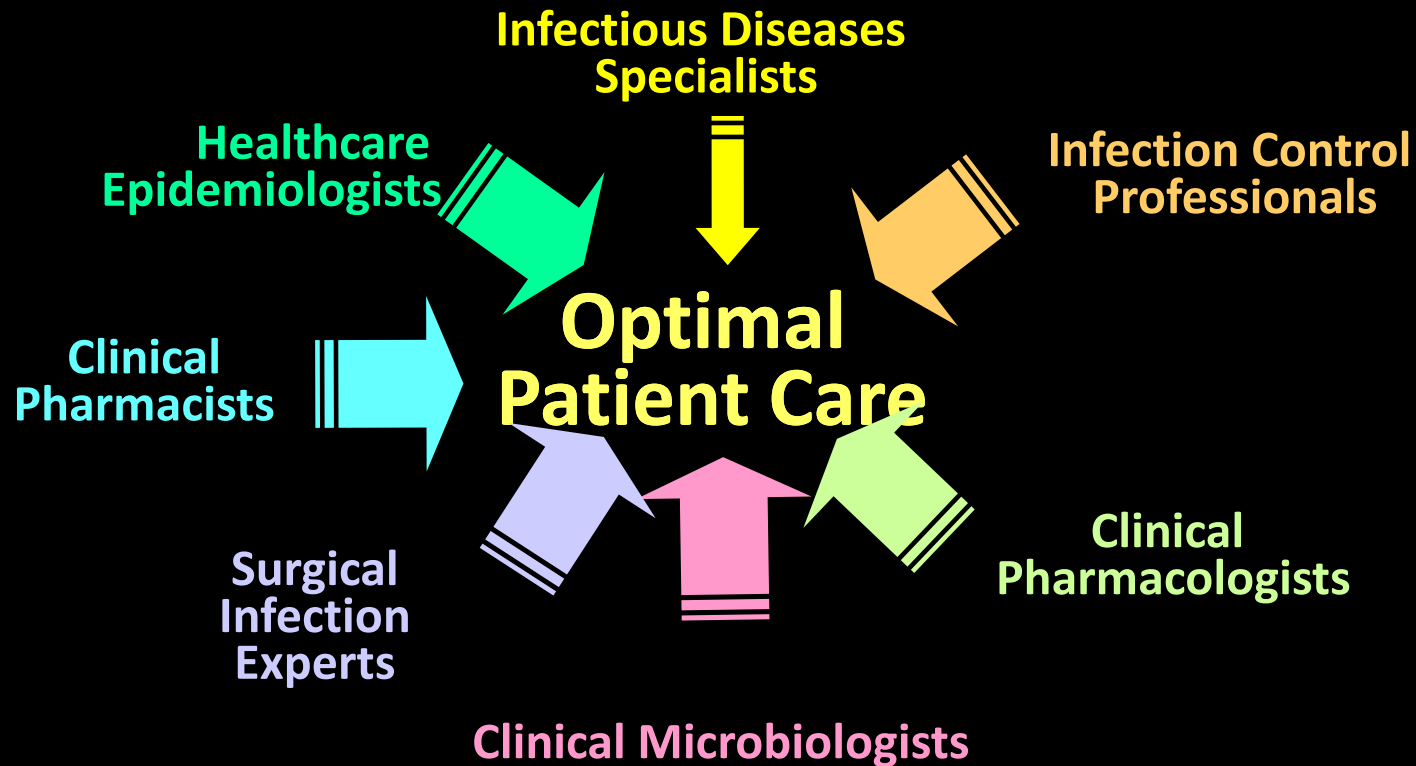 Infectious Diseases
Specialists
Healthcare
Epidemiologists
Infection Control
Professionals
Optimal
Patient Care
Clinical
Pharmacists
Clinical
Pharmacologists
Surgical
Infection
Experts
Clinical Microbiologists